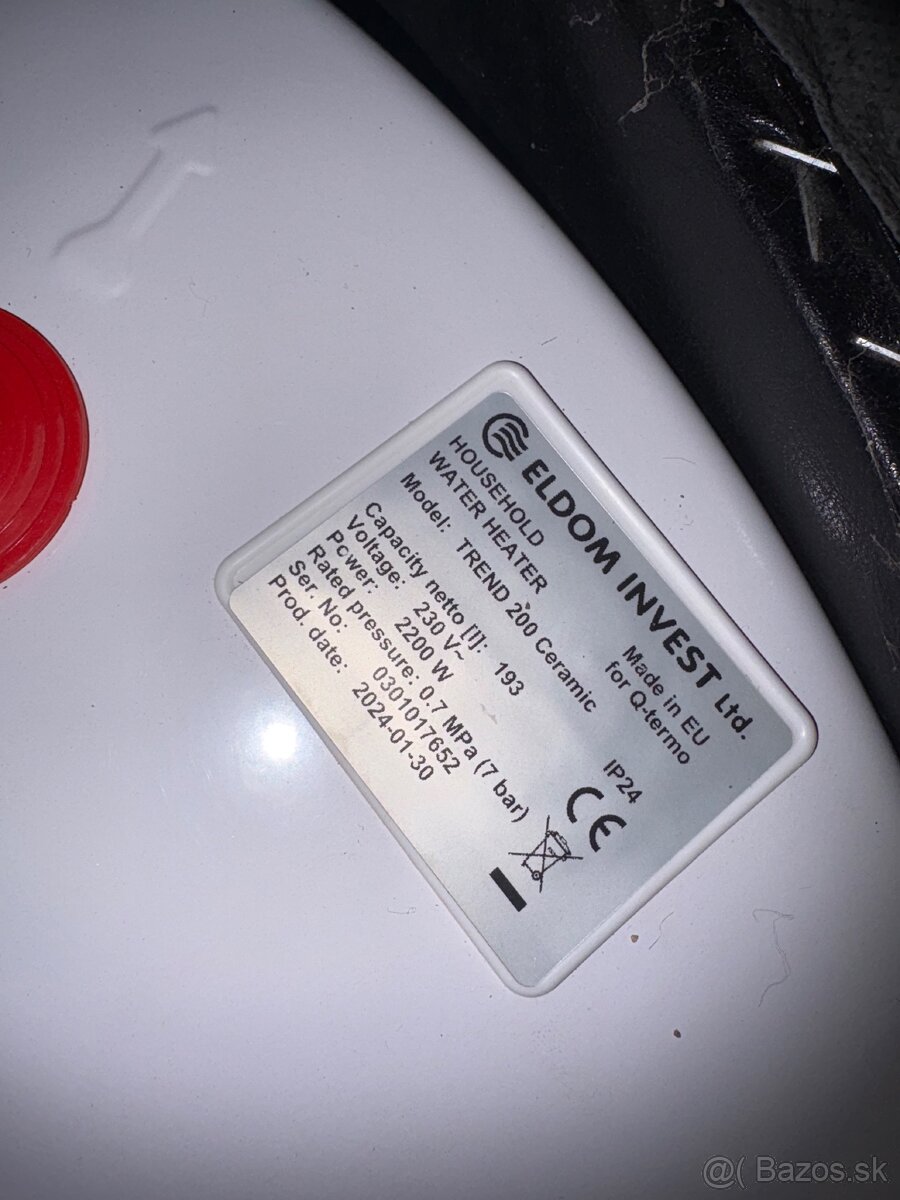 ELDOM INVEST Ltd.
HOUSEHOLD
WATER HEATER
Made in EU
for Q-termo
Model: TREND 200 Ceramic
IP24
CE
Capacity netto [l]: 193
Voltage: 230 V~
Power: 2200 W
Rated pressure: 0.7 MPa (7 bar)
Ser. No: 0301017652
Prod. date: 2024-01-30
@( Bazos.sk